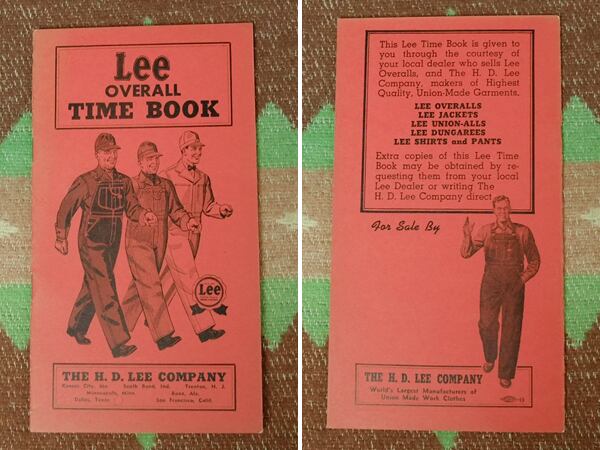 Lee
OVERALL
TIME BOOK
Lee
THE H. D. LEE COMPANY
Kansas City, Mo. South Bend, Ind. Trenton, N. J.
Minneapolis, Minn. Boaz, Ala.
Dallas, Texas San Francisco, Calif.
This Lee Time Book is given to
you through the courtesy of
your local dealer who sells Lee
Overalls, and The H. D. Lee
Company, makers of Highest
Quality, Union-Made Garments.
LEE OVERALLS
LEE JACKETS
LEE UNION-ALLS
LEE DUNGAREES
LEE SHIRTS and PANTS
Extra copies of this Lee Time
Book may be obtained by re-
questing them from your local
Lee Dealer or writing The
H. D. Lee Company direct.
For Sale By
THE H. D. LEE COMPANY
World's Largest Manufacturers of
Union Made Work Clothes